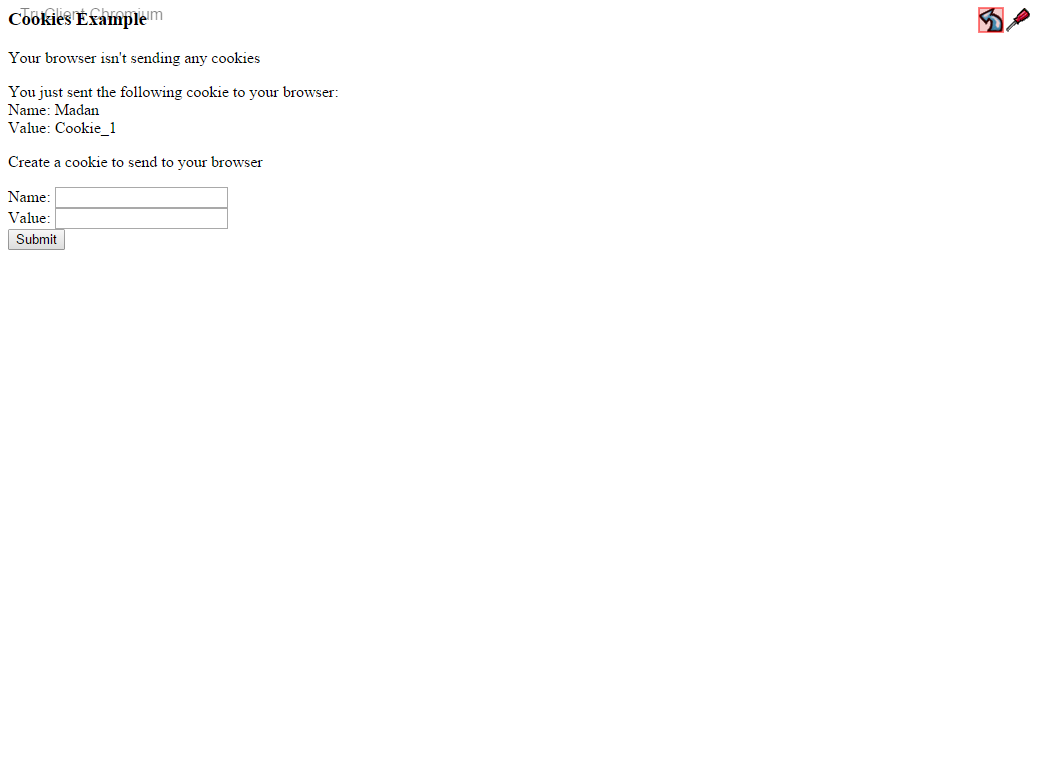 TruClient Chromium
Cookies Example
Your browser isn't sending any cookies
You just sent the following cookie to your browser:
Name: Madan
Value: Cookie_1
Create a cookie to send to your browser
Name:
Value:
Submit